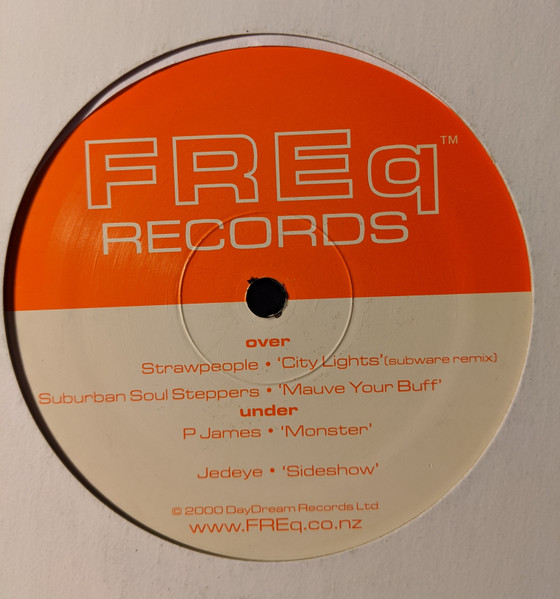 FREq™
RECORDS
over
Strawpeople • 'City Lights' (subware remix)
Suburban Soul Steppers • 'Mauve Your Buff'
under
P James • 'Monster'
Jedeye • 'Sideshow'
© 2000 DayDream Records Ltd
www.FREq.co.nz